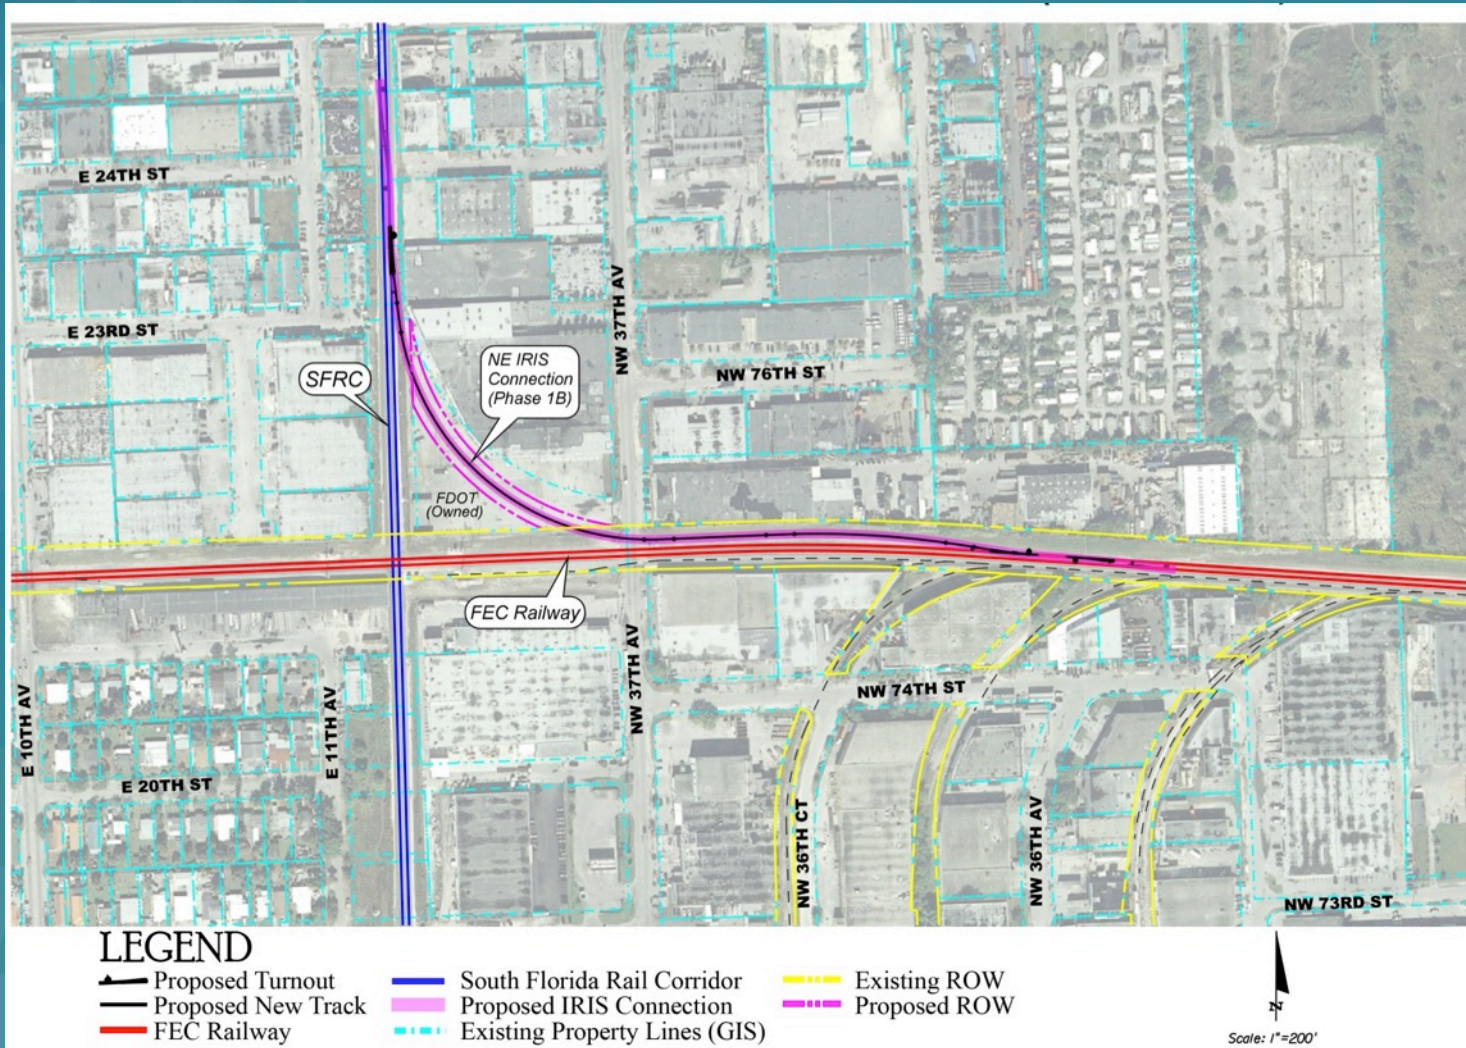 E 24TH ST
E 23RD ST
SFRC
NE IRIS
Connection
(Phase 1B)
NW 37TH AV
NW 76TH ST
FDOT
(Owned)
FEC Railway
NW 37TH AV
NW 74TH ST
E 10TH AV
E 11TH AV
E 20TH ST
NW 36TH CT
NW 36TH AV
NW 73RD ST
LEGEND
Proposed Turnout
Proposed New Track
FEC Railway
South Florida Rail Corridor
Proposed IRIS Connection
Existing Property Lines (GIS)
Existing ROW
Proposed ROW
N
Scale: 1"=200'